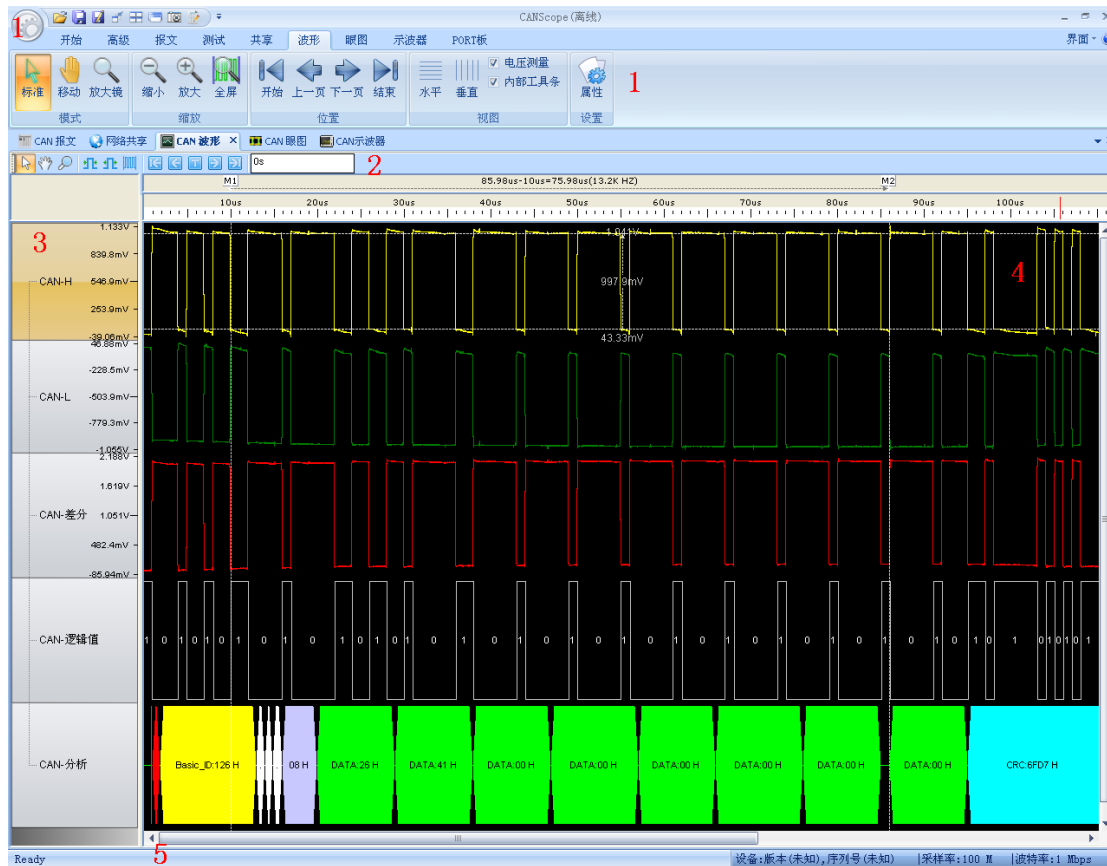 CANScope(离线)
1
开始 高级 报文 测试 共享 波形 眼图 示波器 PORT板 界面
标准 移动 放大镜 缩小 放大 全屏 开始 上一页 下一页 结束 水平 垂直 电压测量 内部工具条 属性 1
模式 缩放 位置 视图 设置
CAN 报文 网络共享 CAN 波形 × CAN 眼图 CAN示波器
0s 2
M1 85.98us-10us=75.98us(13.2K HZ) M2
10us 20us 30us 40us 50us 60us 70us 80us 90us 100us
3 4
CAN-H
1.133V
839.8mV
546.9mV
253.9mV
-39.06mV
1.041V
997.9mV
43.33mV
CAN-L
46.88mV
-228.5mV
-503.9mV
-779.3mV
-1.055V
CAN-差分
2.188V
1.619V
1.051V
482.4mV
-85.94mV
CAN-逻辑值
1 0 1 0 1 0 1 0 1 0 1 0 1 0 1 0 1 0 1 0 1 0 1 0 1 0 1 0 1 0 1 0 1 0 1 0 1 0 1 0 1
CAN-分析
Basic_ID:126 H 08 H DATA:26 H DATA:41 H DATA:00 H DATA:00 H DATA:00 H DATA:00 H DATA:00 H DATA:00 H CRC:6FD7 H
5
Ready 设备:版本(未知),序列号(未知) 采样率:100 M 波特率:1 Mbps